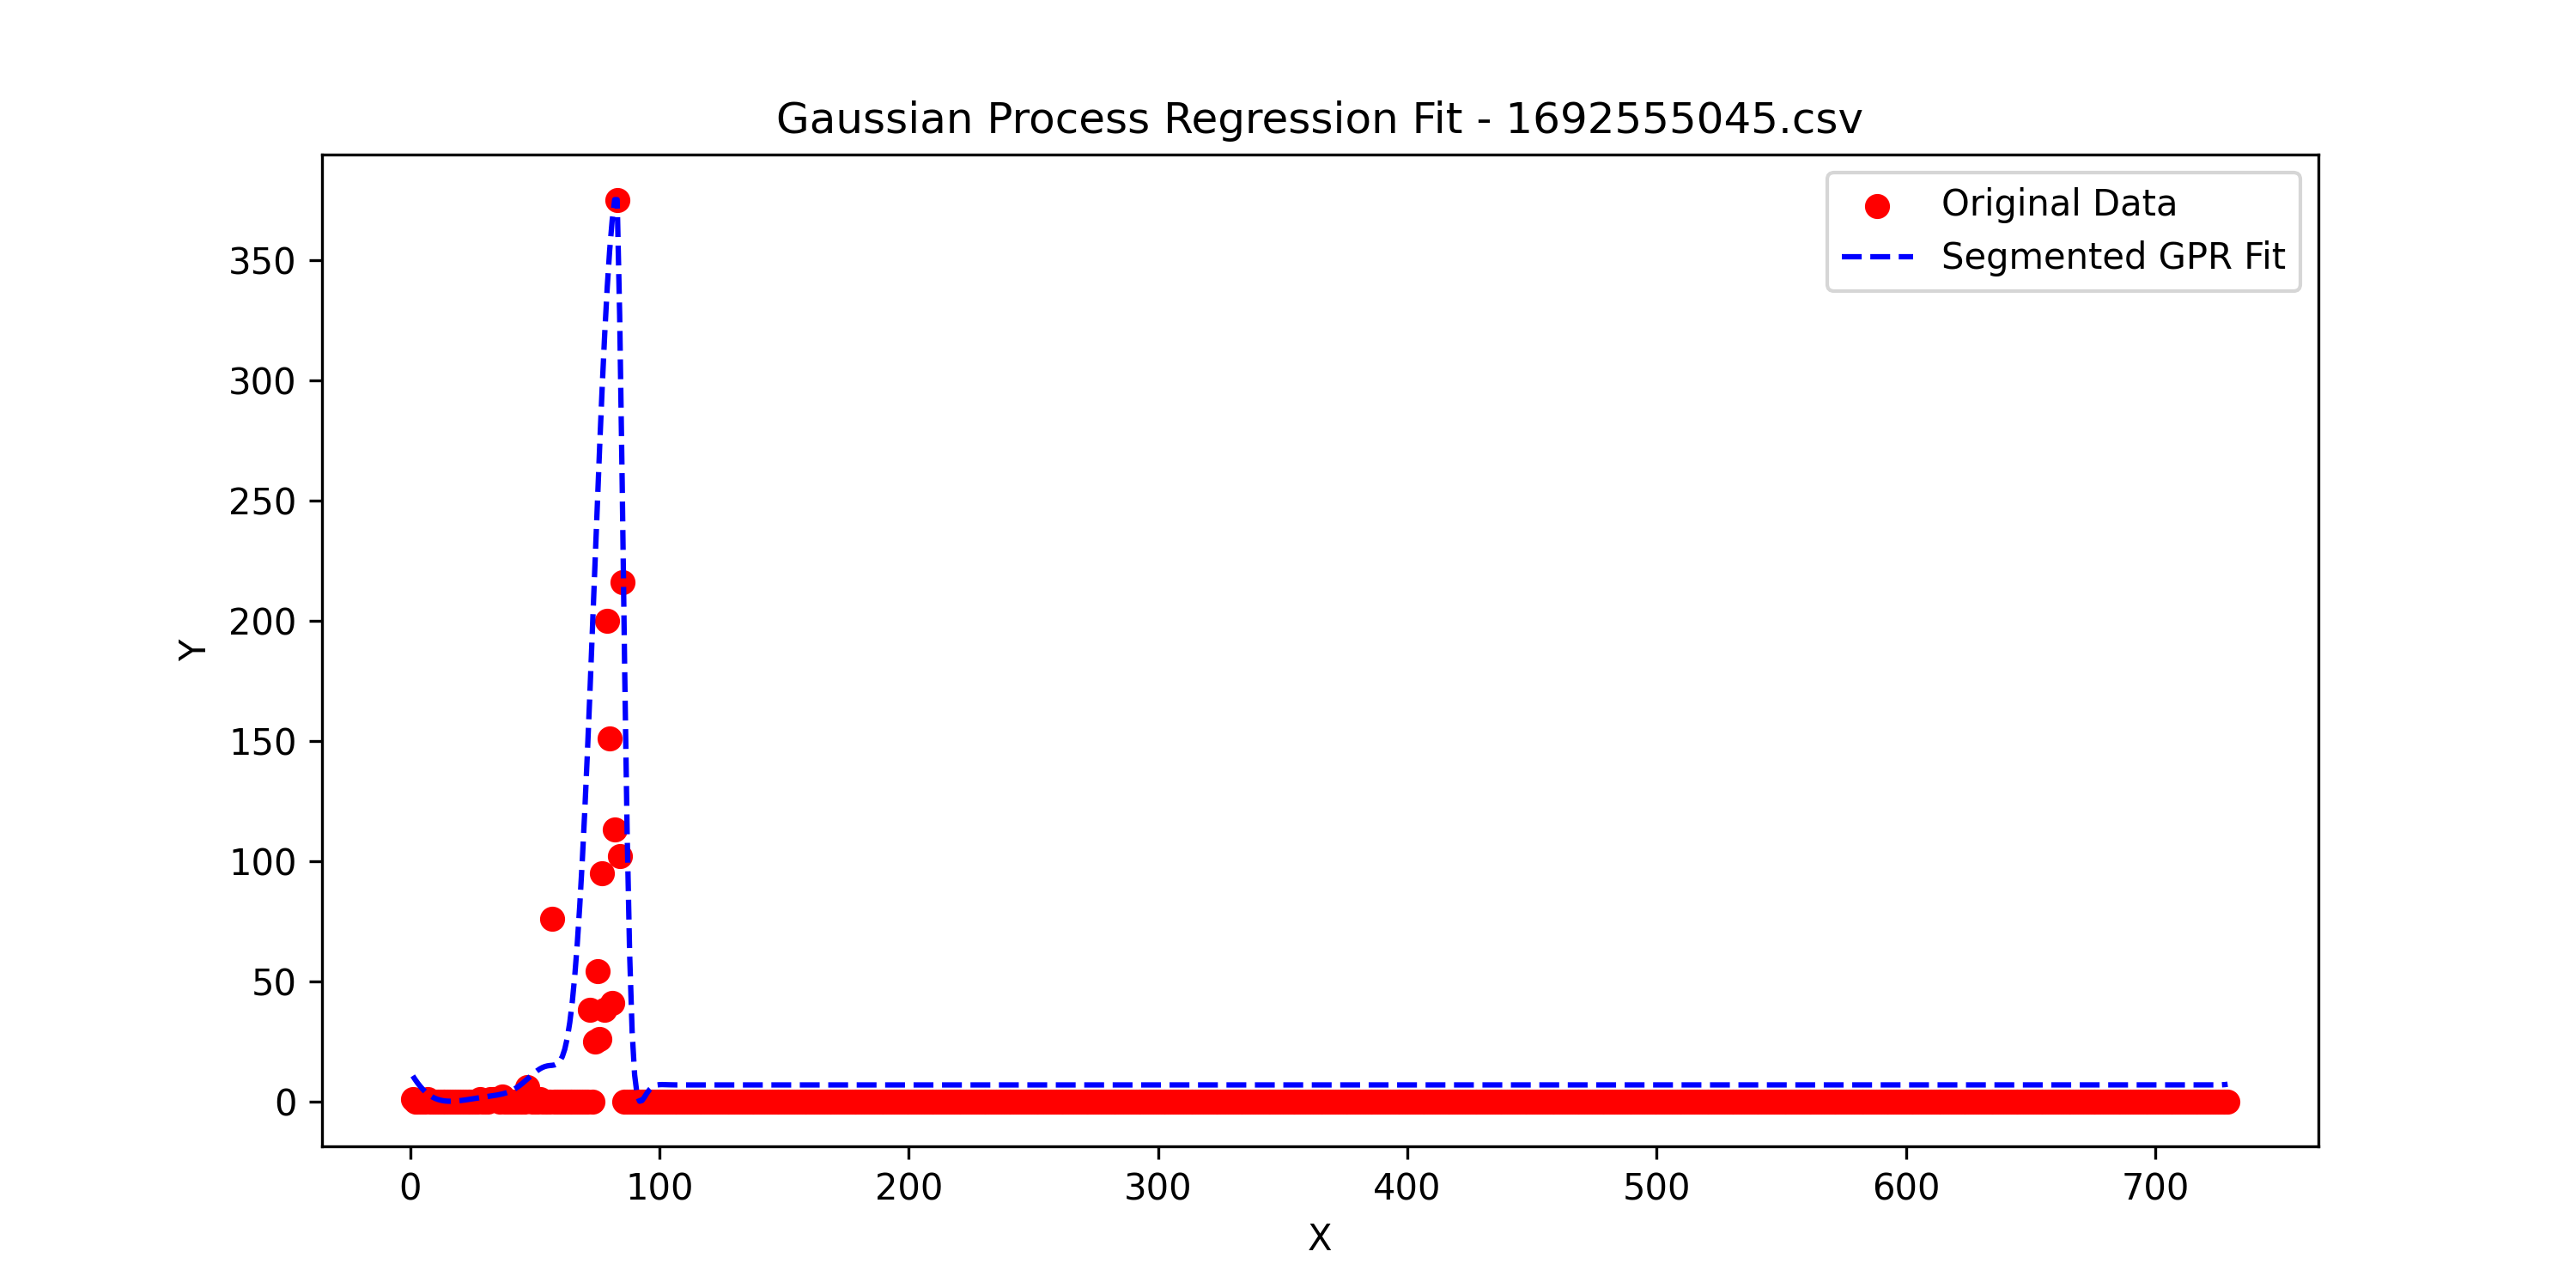 Gaussian Process Regression Fit - 1692555045.csv
Original Data
Segmented GPR Fit
350
300
250
200
150
100
50
0
Y
0 100 200 300 400 500 600 700
X